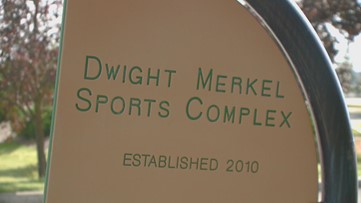 DWIGHT MERKEL
SPORTS COMPLEX
ESTABLISHED 2010